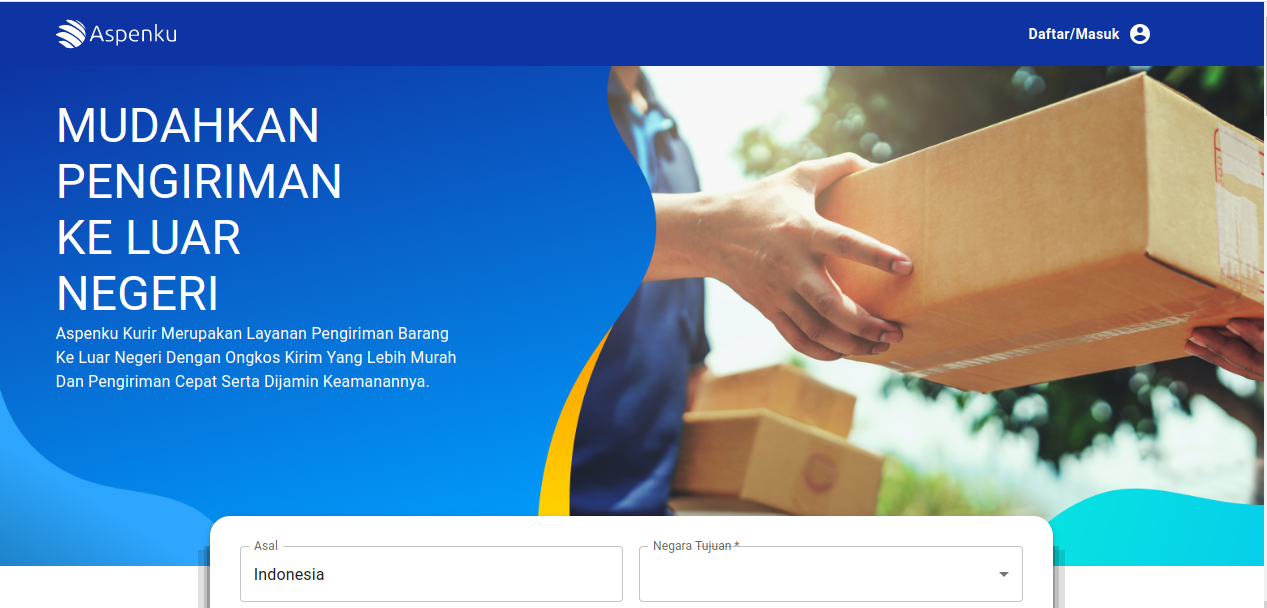 Aspenku
Daftar/Masuk
MUDAHKAN
PENGIRIMAN
KE LUAR
NEGERI
Aspenku Kurir Merupakan Layanan Pengiriman Barang
Ke Luar Negeri Dengan Ongkos Kirim Yang Lebih Murah
Dan Pengiriman Cepat Serta Dijamin Keamanannya.
Asal
Negara Tujuan *
Indonesia